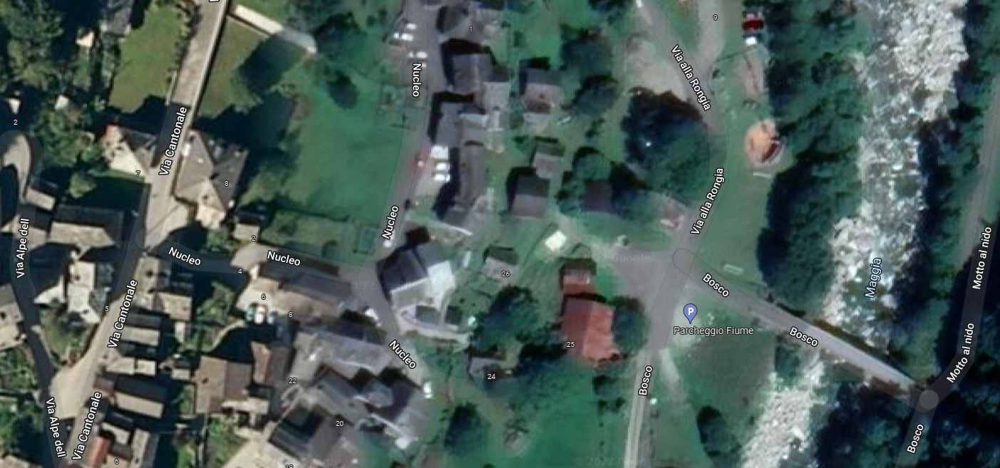 1
9
Nucleo
Via alla Rongia
2
Via Cantonale
7
8
Via alla Rongia
Nucleo
Via Alpe dell
2
Nucleo
4
Nucleo
26
Google
Bosco
Maggia
Motto al nido
6
5
8
Via Cantonale
P
Parcheggio Fiume
Bosco
25
Nucleo
24
22
Bosco
Motto al nido
Via Alpe dell
Via Cantonale
20
Bosco
6